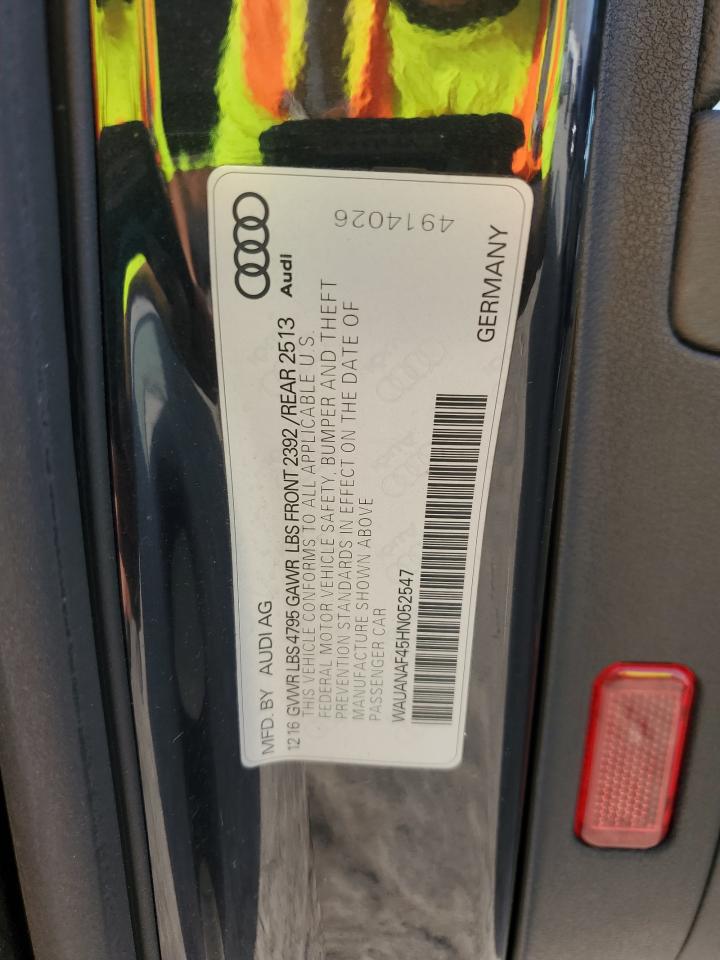 MFD. BY AUDI AG
12 16 GVWR LBS 4795 GAWR LBS FRONT 2392 /REAR 2513
THIS VEHICLE CONFORMS TO ALL APPLICABLE U.S.
FEDERAL MOTOR VEHICLE SAFETY, BUMPER AND THEFT
PREVENTION STANDARDS IN EFFECT ON THE DATE OF
MANUFACTURE SHOWN ABOVE
PASSENGER CAR
WAUANAF45HN052547
Audi
4914026
GERMANY